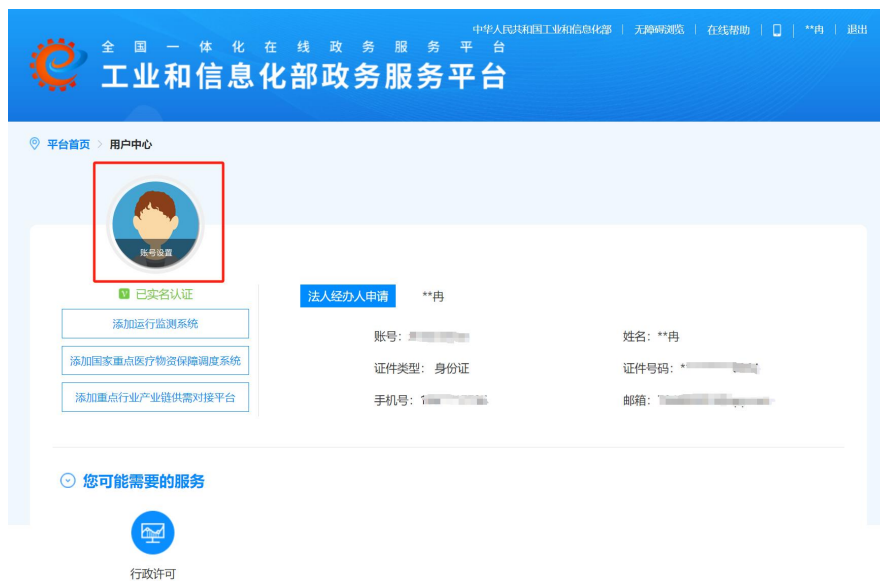 中华人民共和国工业和信息化部 | 无障碍浏览 | 在线帮助 | | **冉 | 退出
全国一体化在线政务服务平台
工业和信息化部政务服务平台
平台首页 > 用户中心
账号设置
已实名认证
添加运行监测系统
添加国家重点医疗物资保障调度系统
添加重点行业产业链供需对接平台
法人经办人申请 **冉
账号： 姓名：**冉
证件类型： 身份证 证件号码：*
手机号：1 邮箱：
您可能需要的服务
行政许可